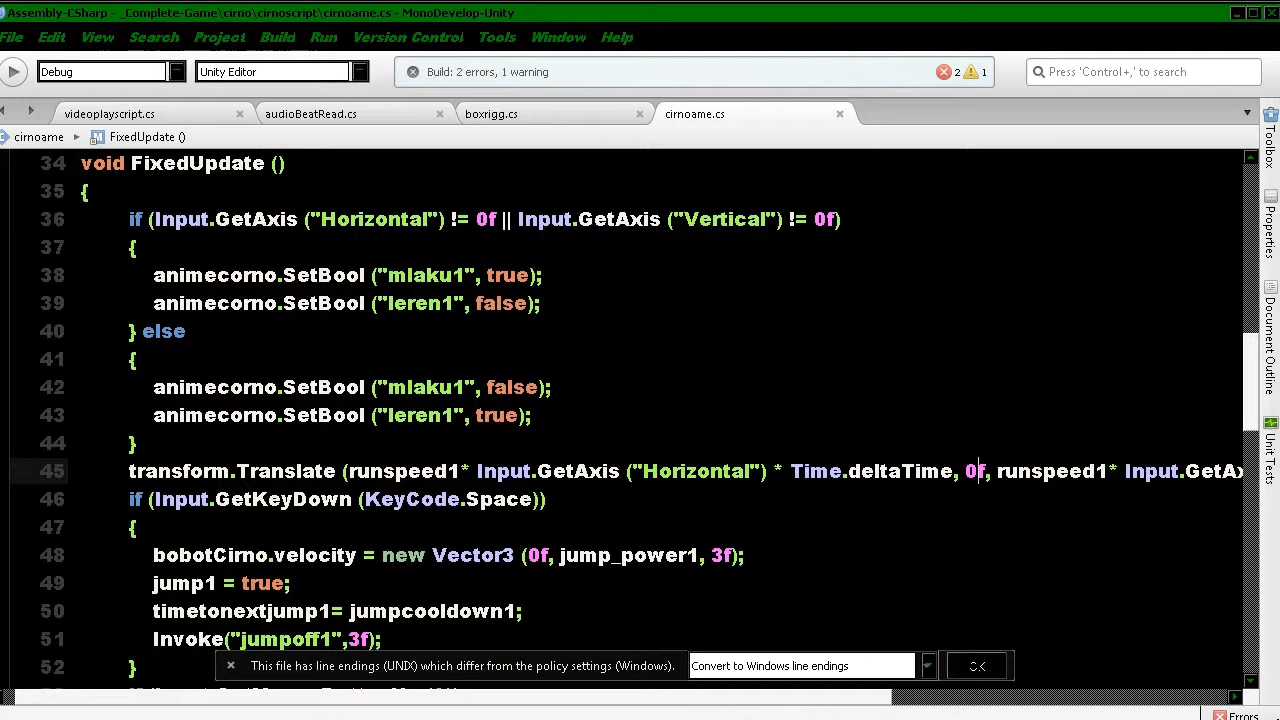 Assembly-CSharp - _Complete-Game\cirno\cirnoscript\cirnoame.cs - MonoDevelop-Unity
File Edit View Search Project Build Run Version Control Tools Window Help
Debug Unity Editor Build: 2 errors, 1 warning 2 1 Press 'Control+,' to search
videoplayscript × audioBeatRead.cs × boxrigg.cs × cirnoame.cs ×
cirnoame ▸ FixedUpdate ()
34 void FixedUpdate ()
35 {
36 if (Input.GetAxis ("Horizontal") != 0f || Input.GetAxis ("Vertical") != 0f)
37 {
38 animecorno.SetBool ("mlaku1", true);
39 animecorno.SetBool ("leren1", false);
40 } else
41 {
42 animecorno.SetBool ("mlaku1", false);
43 animecorno.SetBool ("leren1", true);
44 }
45 transform.Translate (runspeed1* Input.GetAxis ("Horizontal") * Time.deltaTime, 0f, runspeed1* Input.GetAx
46 if (Input.GetKeyDown (KeyCode.Space))
47 {
48 bobotCirno.velocity = new Vector3 (0f, jump_power1, 3f);
49 jump1 = true;
50 timetonextjump1= jumpcooldown1;
51 Invoke("jumpoff1",3f);
52 }
× This file has line endings (UNIX) which differ from the policy settings (Windows). Convert to Windows line endings OK
Toolbox
Properties
Document Outline
Unit Tests
Errors